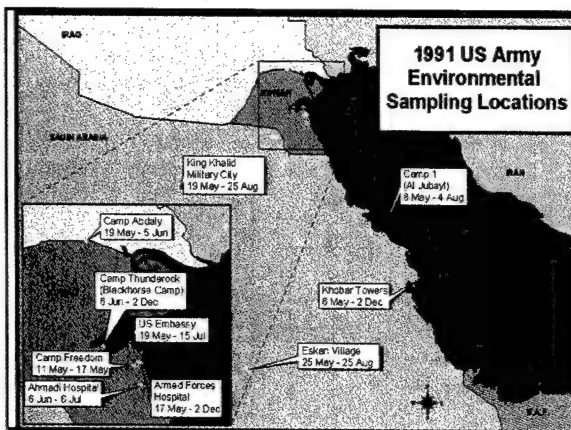 1991 US Army
Environmental
Sampling Locations
IRAQ
KUWAIT
SAUDI ARABIA
IRAN
King Khalid
Military City
19 May - 25 Aug
Camp 1
(Al Jubayl)
8 May - 4 Aug
Camp Abdaly
19 May - 5 Jun
Camp Thunderock
(Blackhorse Camp)
6 Jun - 2 Dec
Khobar Towers
6 May - 2 Dec
US Embassy
19 May - 15 Jul
Camp Freedom
11 May - 17 May
Eskan Village
25 May - 25 Aug
Ahmadi Hospital
6 Jun - 6 Jul
Armed Forces
Hospital
17 May - 2 Dec
U.A.E.